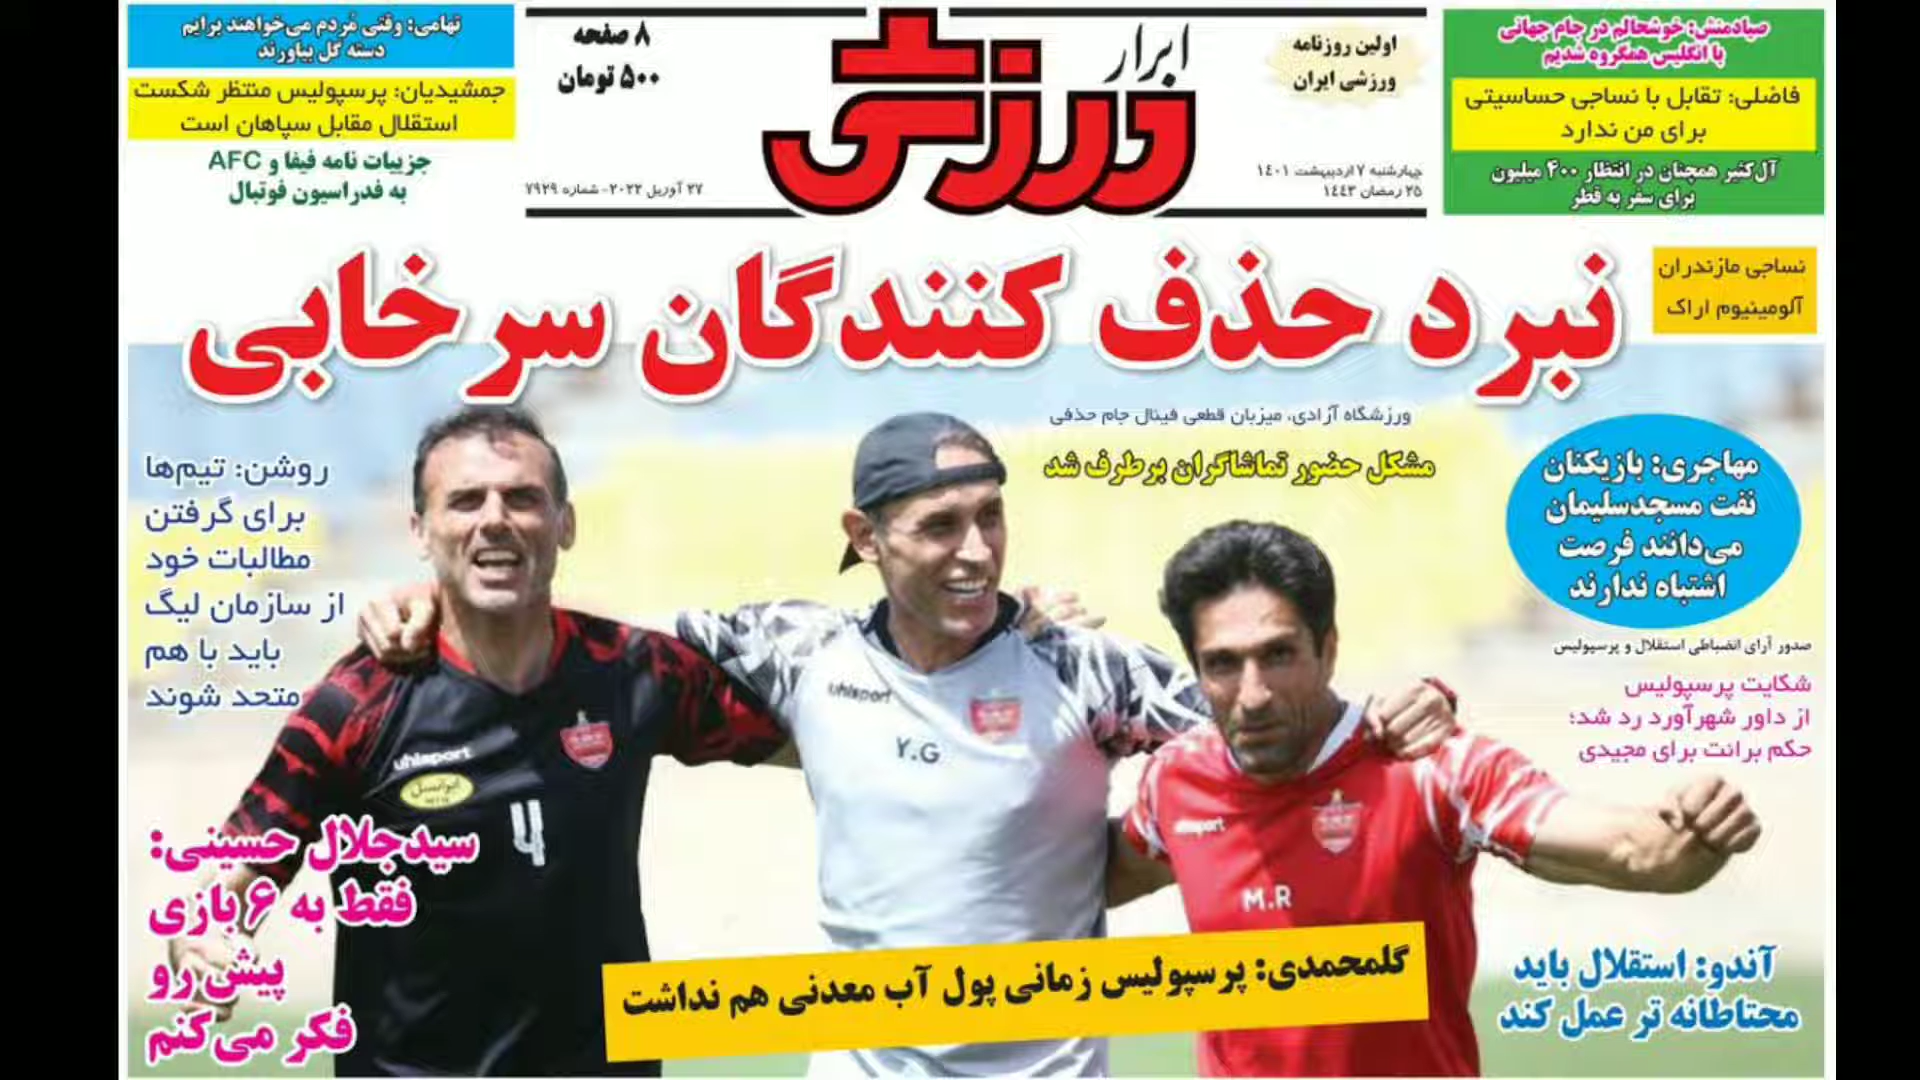 صیادمنش: خوشحالم در جام جهانی
با انگلیس همگروه شدیم
فاضلی: تقابل با نساجی حساسیتی
برای من ندارد
آل‌کثیر همچنان در انتظار ۴۰۰ میلیون
برای سفر به قطر
اولین روزنامه
ورزشی ایران
چهارشنبه ۷ اردیبهشت ۱۴۰۱
۲۵ رمضان ۱۴۴۳
ابرار
ورزشی
۸ صفحه
۵۰۰ تومان
۲۷ آوریل ۲۰۲۲-شماره ۷۹۲۹
تهامی: وقتی مردم می‌خواهند برایم
دسته گل بیاورند
جمشیدیان: پرسپولیس منتظر شکست
استقلال مقابل سپاهان است
جزییات نامه فیفا و AFC
به فدراسیون فوتبال
نساجی مازندران
آلومینیوم اراک
نبرد حذف کنندگان سرخابی
ورزشگاه آزادی، میزبان قطعی فینال جام حذفی
مشکل حضور تماشاگران برطرف شد
مهاجری: بازیکنان
نفت مسجدسلیمان
می‌دانند فرصت
اشتباه ندارند
صدور آرای انضباطی استقلال و پرسپولیس
شکایت پرسپولیس
از داور شهرآورد رد شد؛
حکم برائت برای مجیدی
روشن: تیم‌ها
برای گرفتن
مطالبات خود
از سازمان لیگ
باید با هم
متحد شوند
uhlsport
ایرانسل
4
uhlsport
Y.G
uhlsport
M.R
سیدجلال حسینی:
فقط به ۶ بازی
پیش رو
فکر می‌کنم
گلمحمدی: پرسپولیس زمانی پول آب معدنی هم نداشت
آندو: استقلال باید
محتاطانه تر عمل کند